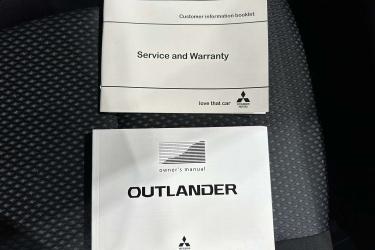 Customer information booklet
Service and Warranty
love that car
owner's manual
OUTLANDER